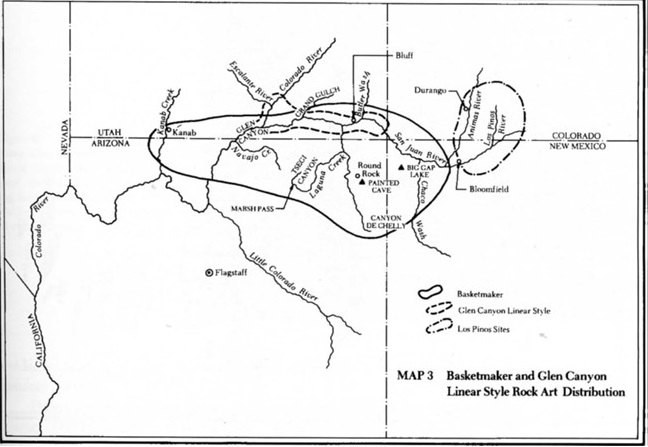 Bluff
Escalante River
Colorado River
GRAND GULCH
Butler Wash
Durango
Animas River
Los Pinos
River
Kanab Creek
Kanab
GLEN
CANYON
NEVADA
UTAH
ARIZONA
San Juan River
COLORADO
NEW MEXICO
Navajo Cr.
TSEGI
CANYON
Laguna Creek
Round
Rock
PAINTED
CAVE
BIG GAP
LAKE
Bloomfield
MARSH PASS
Chaco
Wash
CANYON
DE CHELLY
Colorado
River
Flagstaff
Little Colorado River
CALIFORNIA
Basketmaker
Glen Canyon Linear Style
Los Pinos Sites
MAP 3 Basketmaker and Glen Canyon
Linear Style Rock Art Distribution